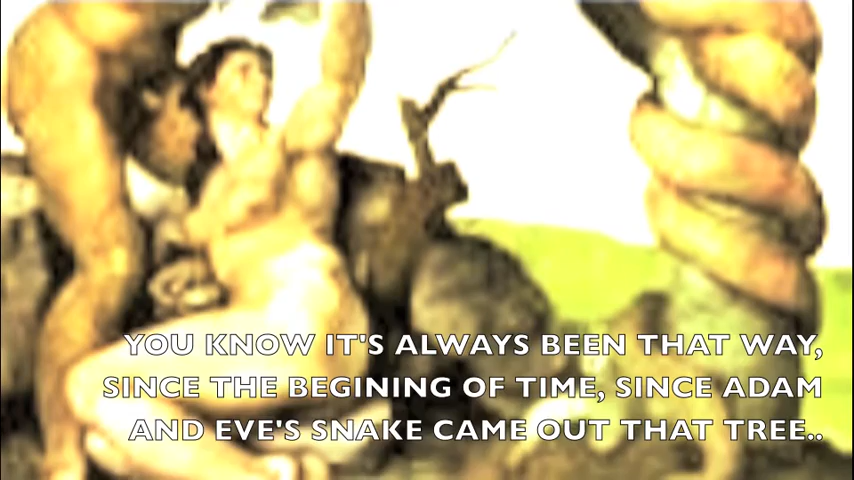 YOU KNOW IT'S ALWAYS BEEN THAT WAY,
SINCE THE BEGINING OF TIME, SINCE ADAM
AND EVE'S SNAKE CAME OUT THAT TREE..